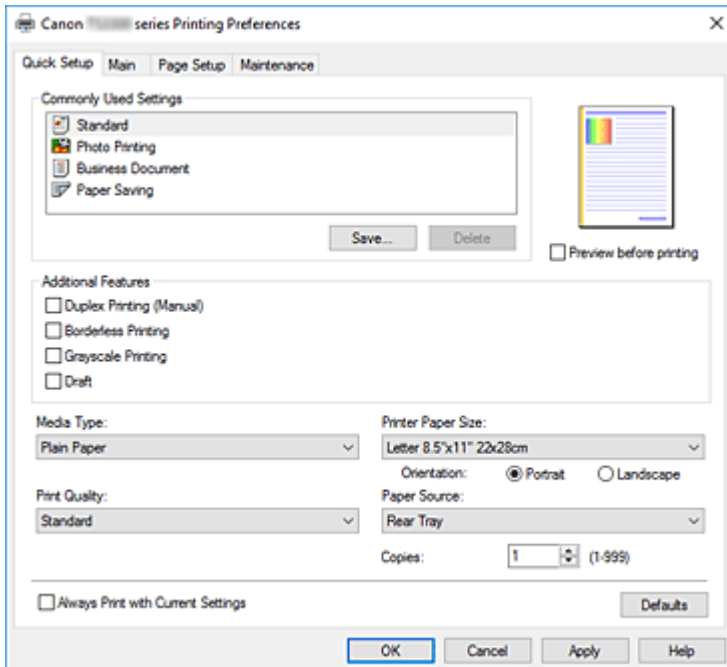 Canon series Printing Preferences
Quick Setup Main Page Setup Maintenance
Commonly Used Settings
Standard
Photo Printing
Business Document
Paper Saving
Save... Delete
Preview before printing
Additional Features
Duplex Printing (Manual)
Borderless Printing
Grayscale Printing
Draft
Media Type:
Plain Paper
Printer Paper Size:
Letter 8.5"x11" 22x28cm
Orientation: Portrait Landscape
Print Quality:
Standard
Paper Source:
Rear Tray
Copies: 1 (1-999)
Always Print with Current Settings
Defaults
OK Cancel Apply Help